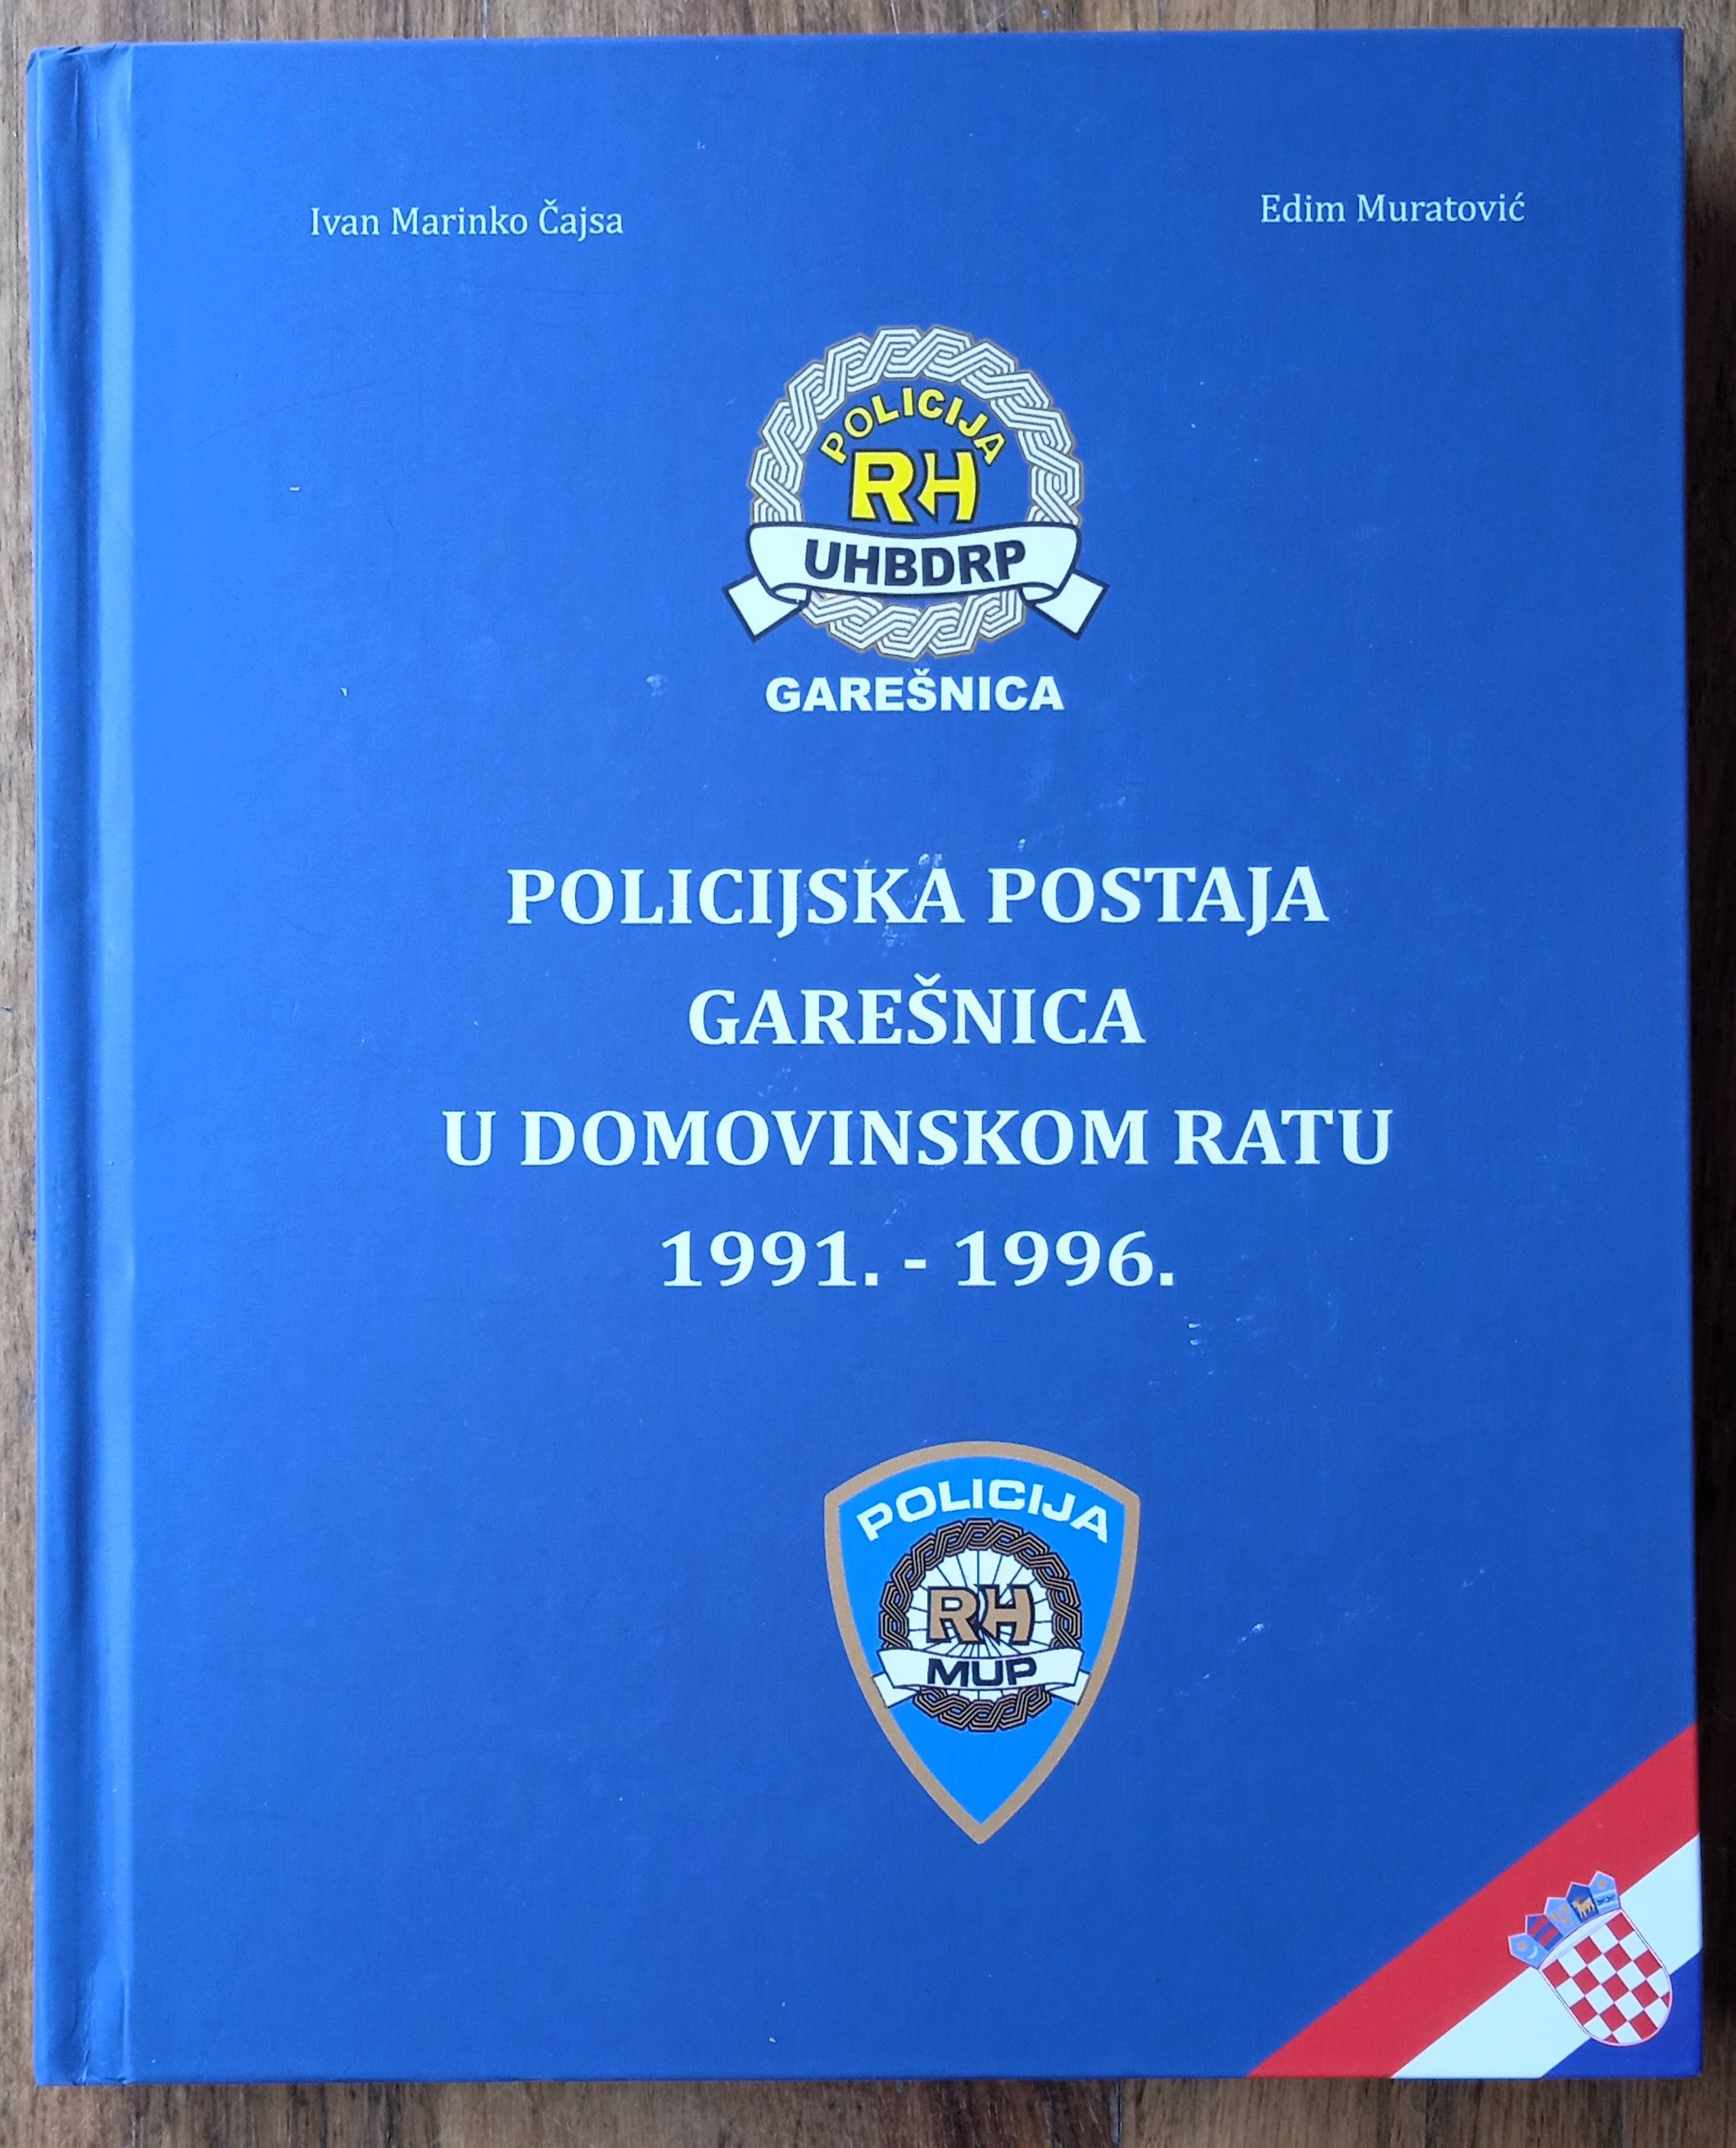 Ivan Marinko Čajsa
Edim Muratović
POLICIJA
RH
UHBDRP
GAREŠNICA
POLICIJSKA POSTAJA
GAREŠNICA
U DOMOVINSKOM RATU
1991. - 1996.
POLICIJA
RH
MUP